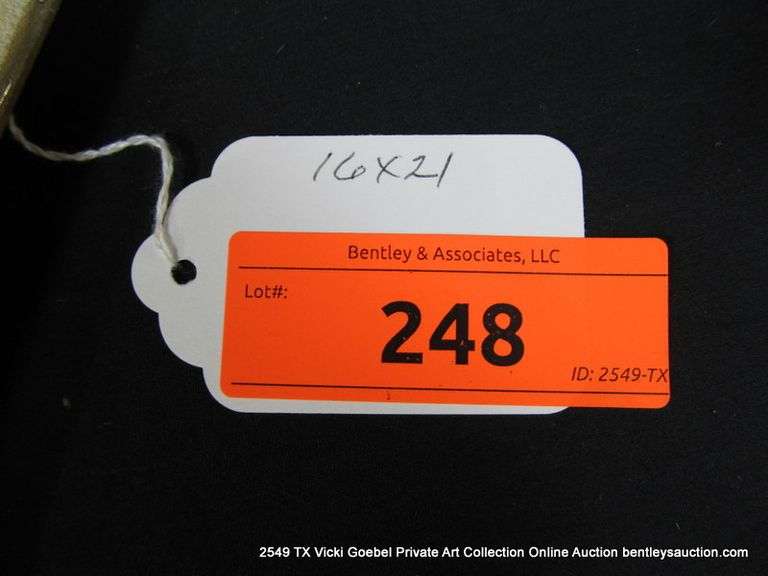 16X21
Bentley & Associates, LLC
Lot#:
248
ID: 2549-TX
2549 TX Vicki Goebel Private Art Collection Online Auction bentleysauction.com